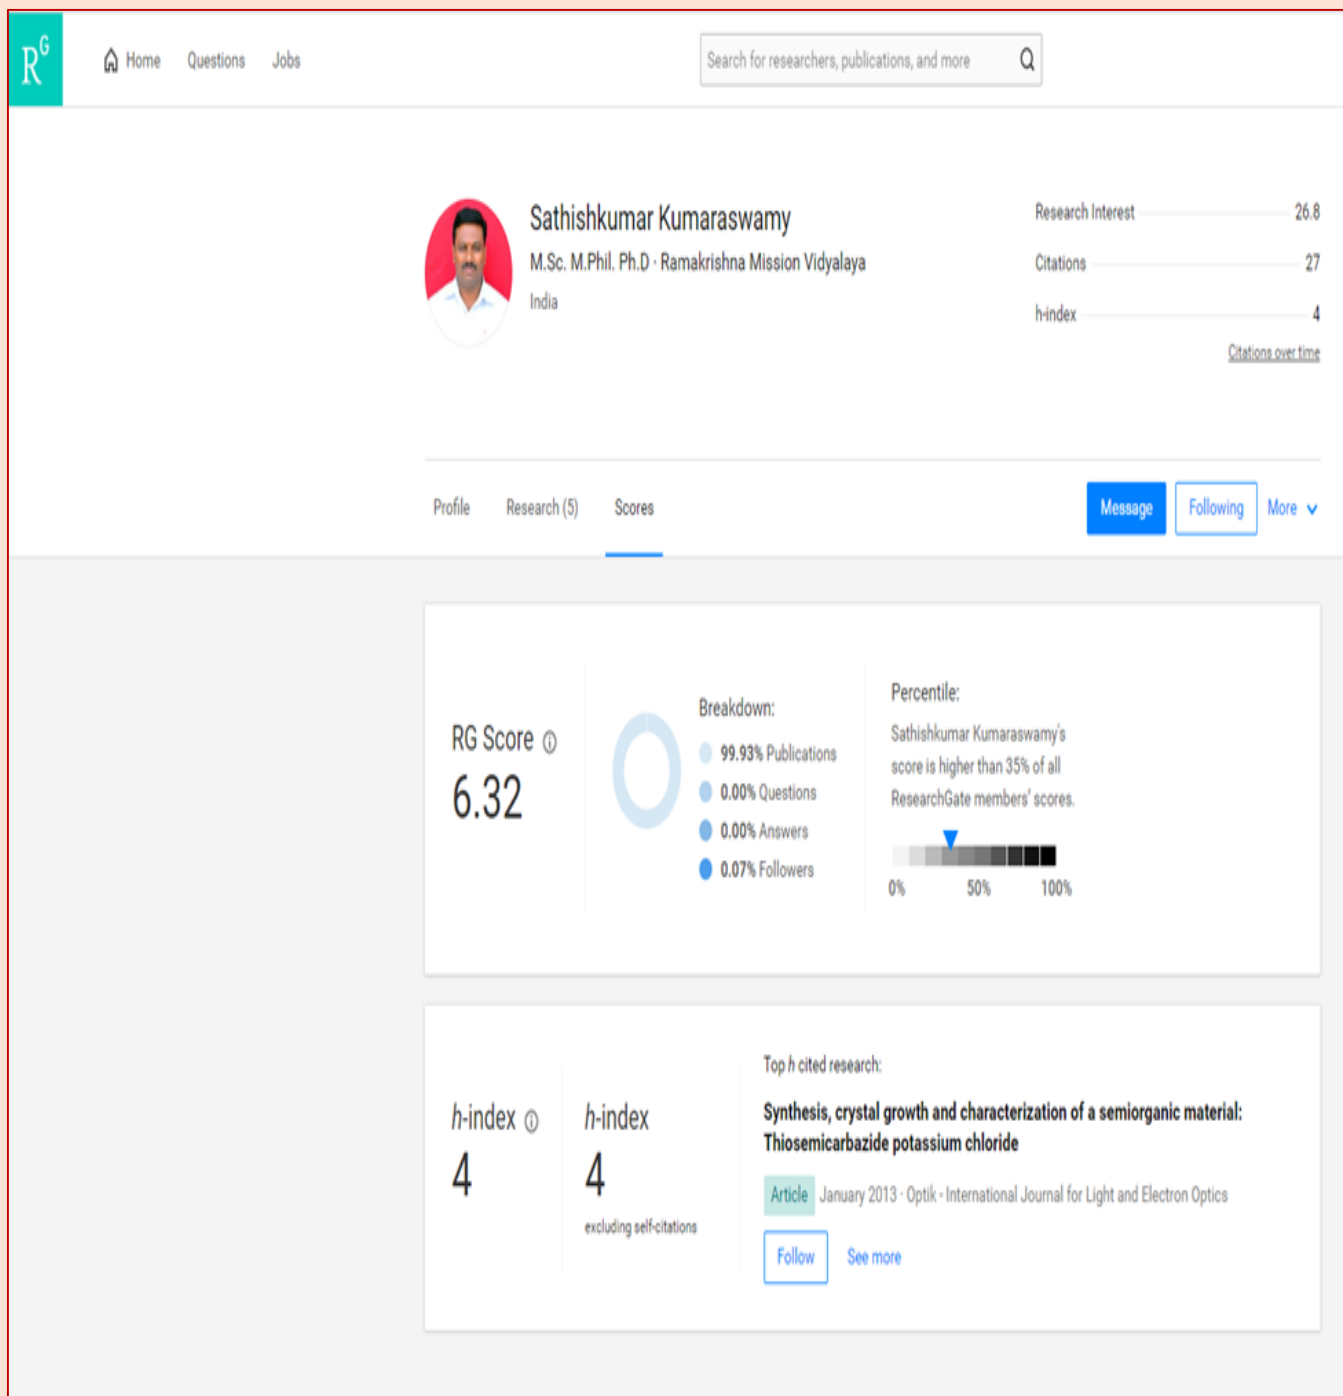 RG
Home Questions Jobs
Search for researchers, publications, and more
Sathishkumar Kumaraswamy
M.Sc. M.Phil. Ph.D · Ramakrishna Mission Vidyalaya
India
Research Interest 26.8
Citations 27
h-index 4
Citations over time
Profile Research (5) Scores
Message Following More
RG Score
6.32
Breakdown:
99.93% Publications
0.00% Questions
0.00% Answers
0.07% Followers
Percentile:
Sathishkumar Kumaraswamy's
score is higher than 35% of all
ResearchGate members' scores.
0% 50% 100%
h-index
4
h-index
4
excluding self-citations
Top h cited research:
Synthesis, crystal growth and characterization of a semiorganic material:
Thiosemicarbazide potassium chloride
Article January 2013 · Optik - International Journal for Light and Electron Optics
Follow See more